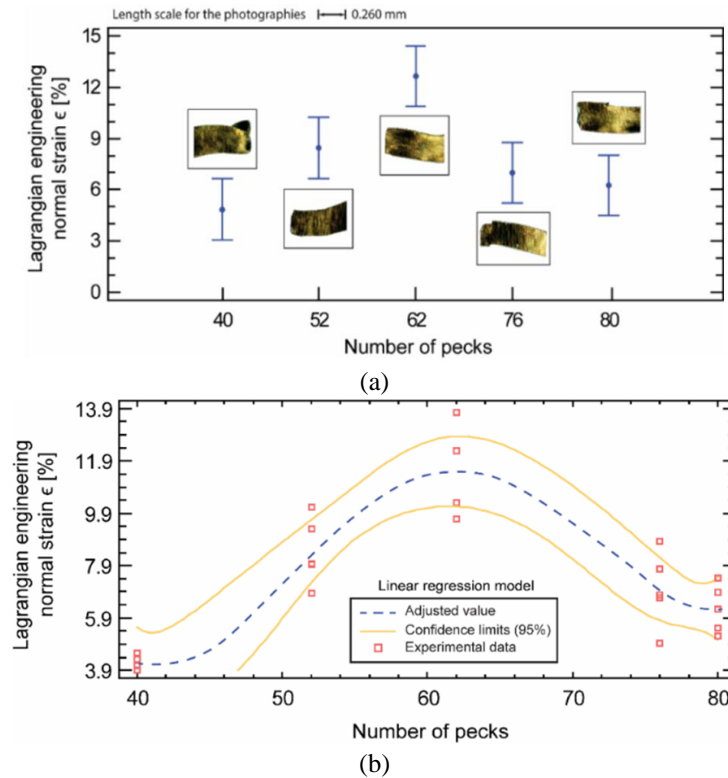 Length scale for the photographies 0.260 mm
Lagrangian engineering
normal strain ϵ [%]
15
12
9
6
3
0
40 52 62 76 80
Number of pecks
(a)
Lagrangian engineering
normal strain ϵ [%]
13.9
11.9
9.9
7.9
5.9
3.9
Linear regression model
Adjusted value
Confidence limits (95%)
Experimental data
40 50 60 70 80
Number of pecks
(b)